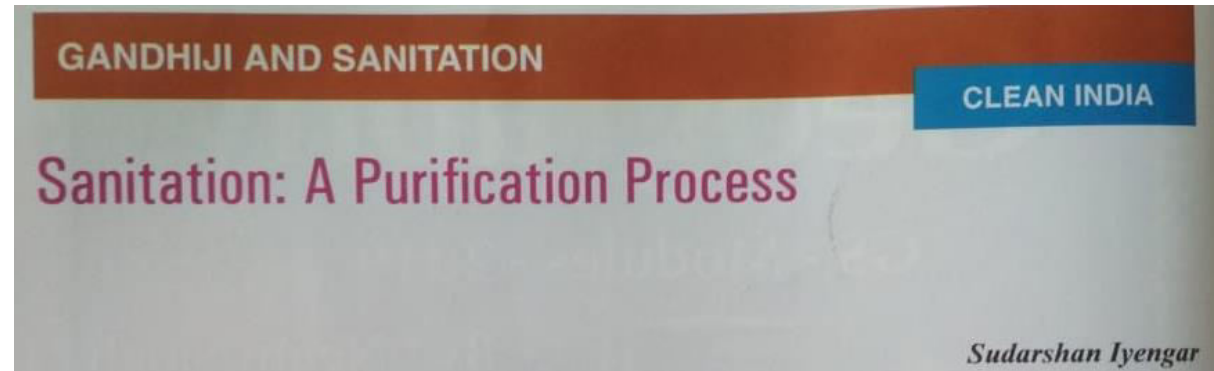 GANDHIJI AND SANITATION
CLEAN INDIA
Sanitation: A Purification Process
Sudarshan Iyengar